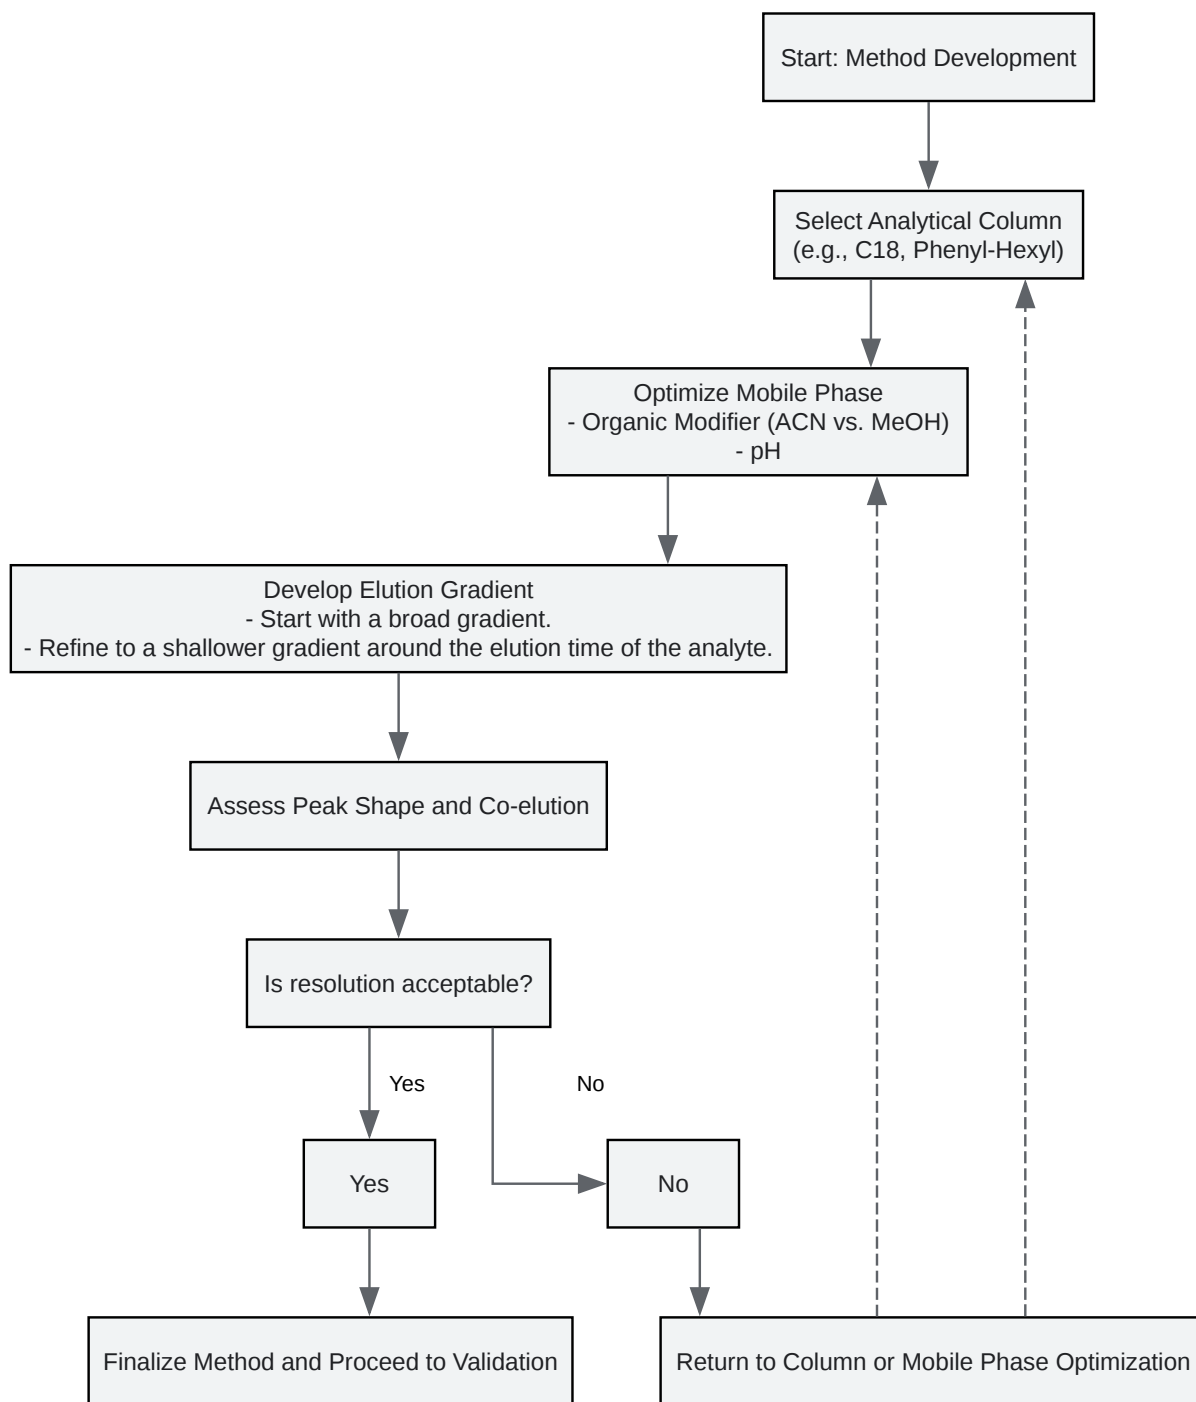 Start: Method Development
Select Analytical Column
(e.g., C18, Phenyl-Hexyl)
Optimize Mobile Phase
- Organic Modifier (ACN vs. MeOH)
- pH
Develop Elution Gradient
- Start with a broad gradient.
- Refine to a shallower gradient around the elution time of the analyte.
Assess Peak Shape and Co-elution
Is resolution acceptable?
Yes
No
Yes
No
Finalize Method and Proceed to Validation
Return to Column or Mobile Phase Optimization